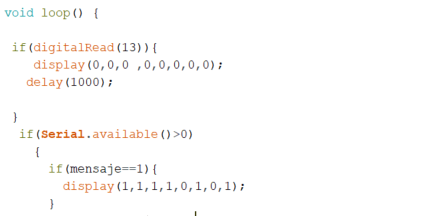 void loop() {
if(digitalRead(13)){
display(0,0,0 ,0,0,0,0,0);
delay(1000);
}
if(Serial.available()>0)
{
if(mensaje==1){
display(1,1,1,1,0,1,0,1);
}